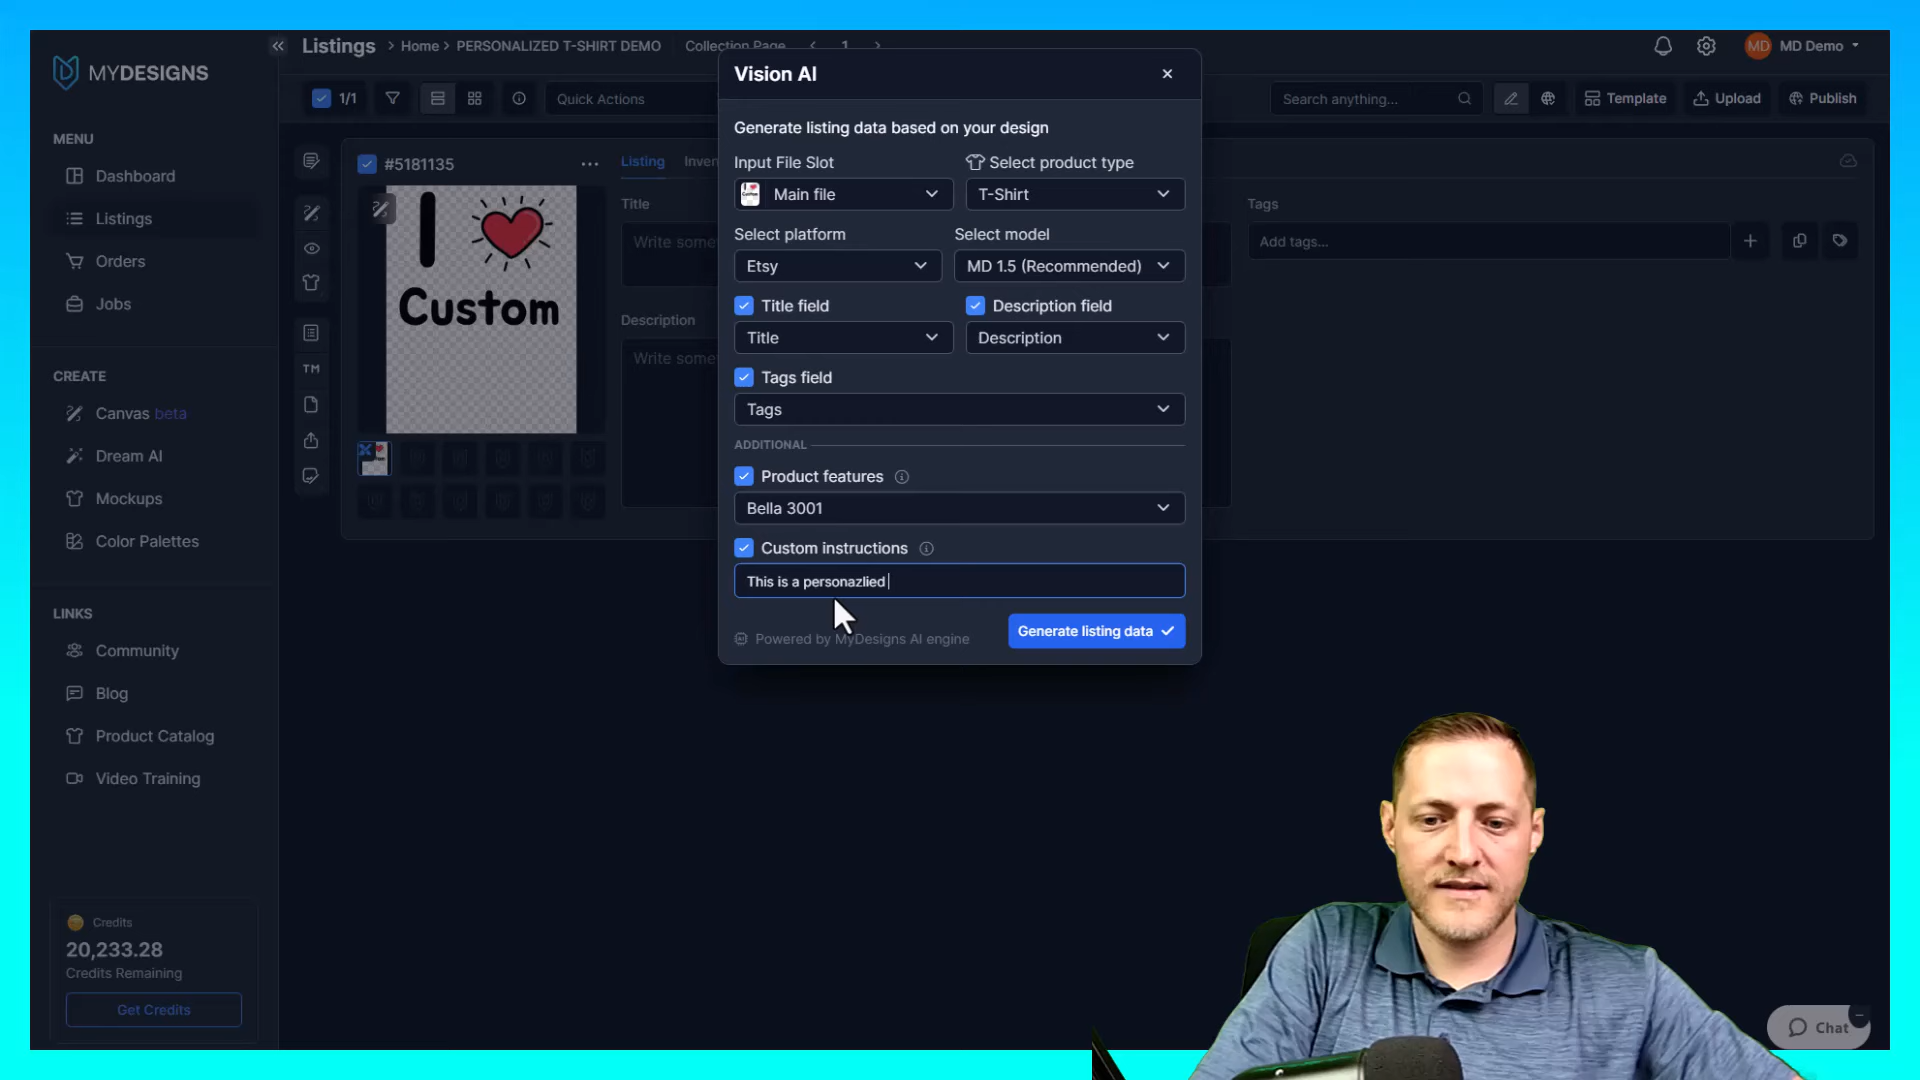 MYDESIGNS
MENU
Dashboard
Listings
Orders
Jobs
CREATE
Canvas beta
Dream AI
Mockups
Color Palettes
LINKS
Community
Blog
Product Catalog
Video Training
Credits
20,233.28
Credits Remaining
Get Credits
Listings > Home > PERSONALIZED T-SHIRT DEMO Collection Page < 1 >
MD MD Demo
1/1 Quick Actions
Search anything...
Template Upload Publish
#5181135
I
Custom
TM
Listing
Title
Description
Tags
Add tags...
Vision AI
Generate listing data based on your design
Input File Slot Select product type
Main file T-Shirt
Select platform Select model
Etsy MD 1.5 (Recommended)
Title field Description field
Title Description
Tags field
Tags
ADDITIONAL
Product features
Bella 3001
Custom instructions
This is a personazlied
Powered by MyDesigns AI engine
Generate listing data
Chat